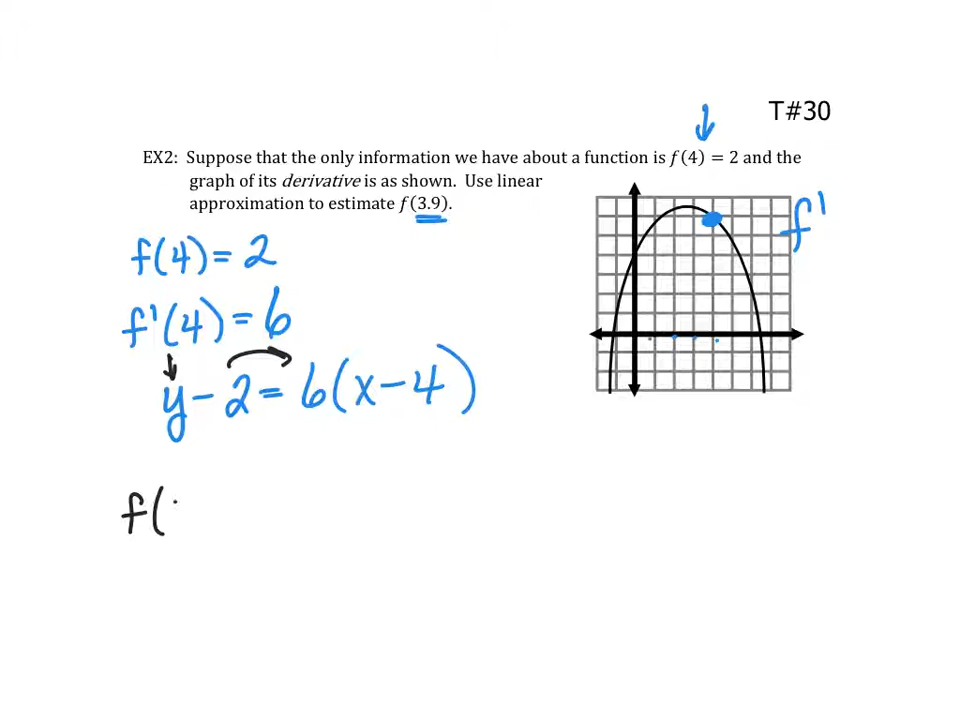 T#30
EX2: Suppose that the only information we have about a function is f(4) = 2 and the
graph of its derivative is as shown. Use linear
approximation to estimate f(3.9).
f'
f(4) = 2
f'(4) = 6
y - 2 = 6(x - 4)
f(